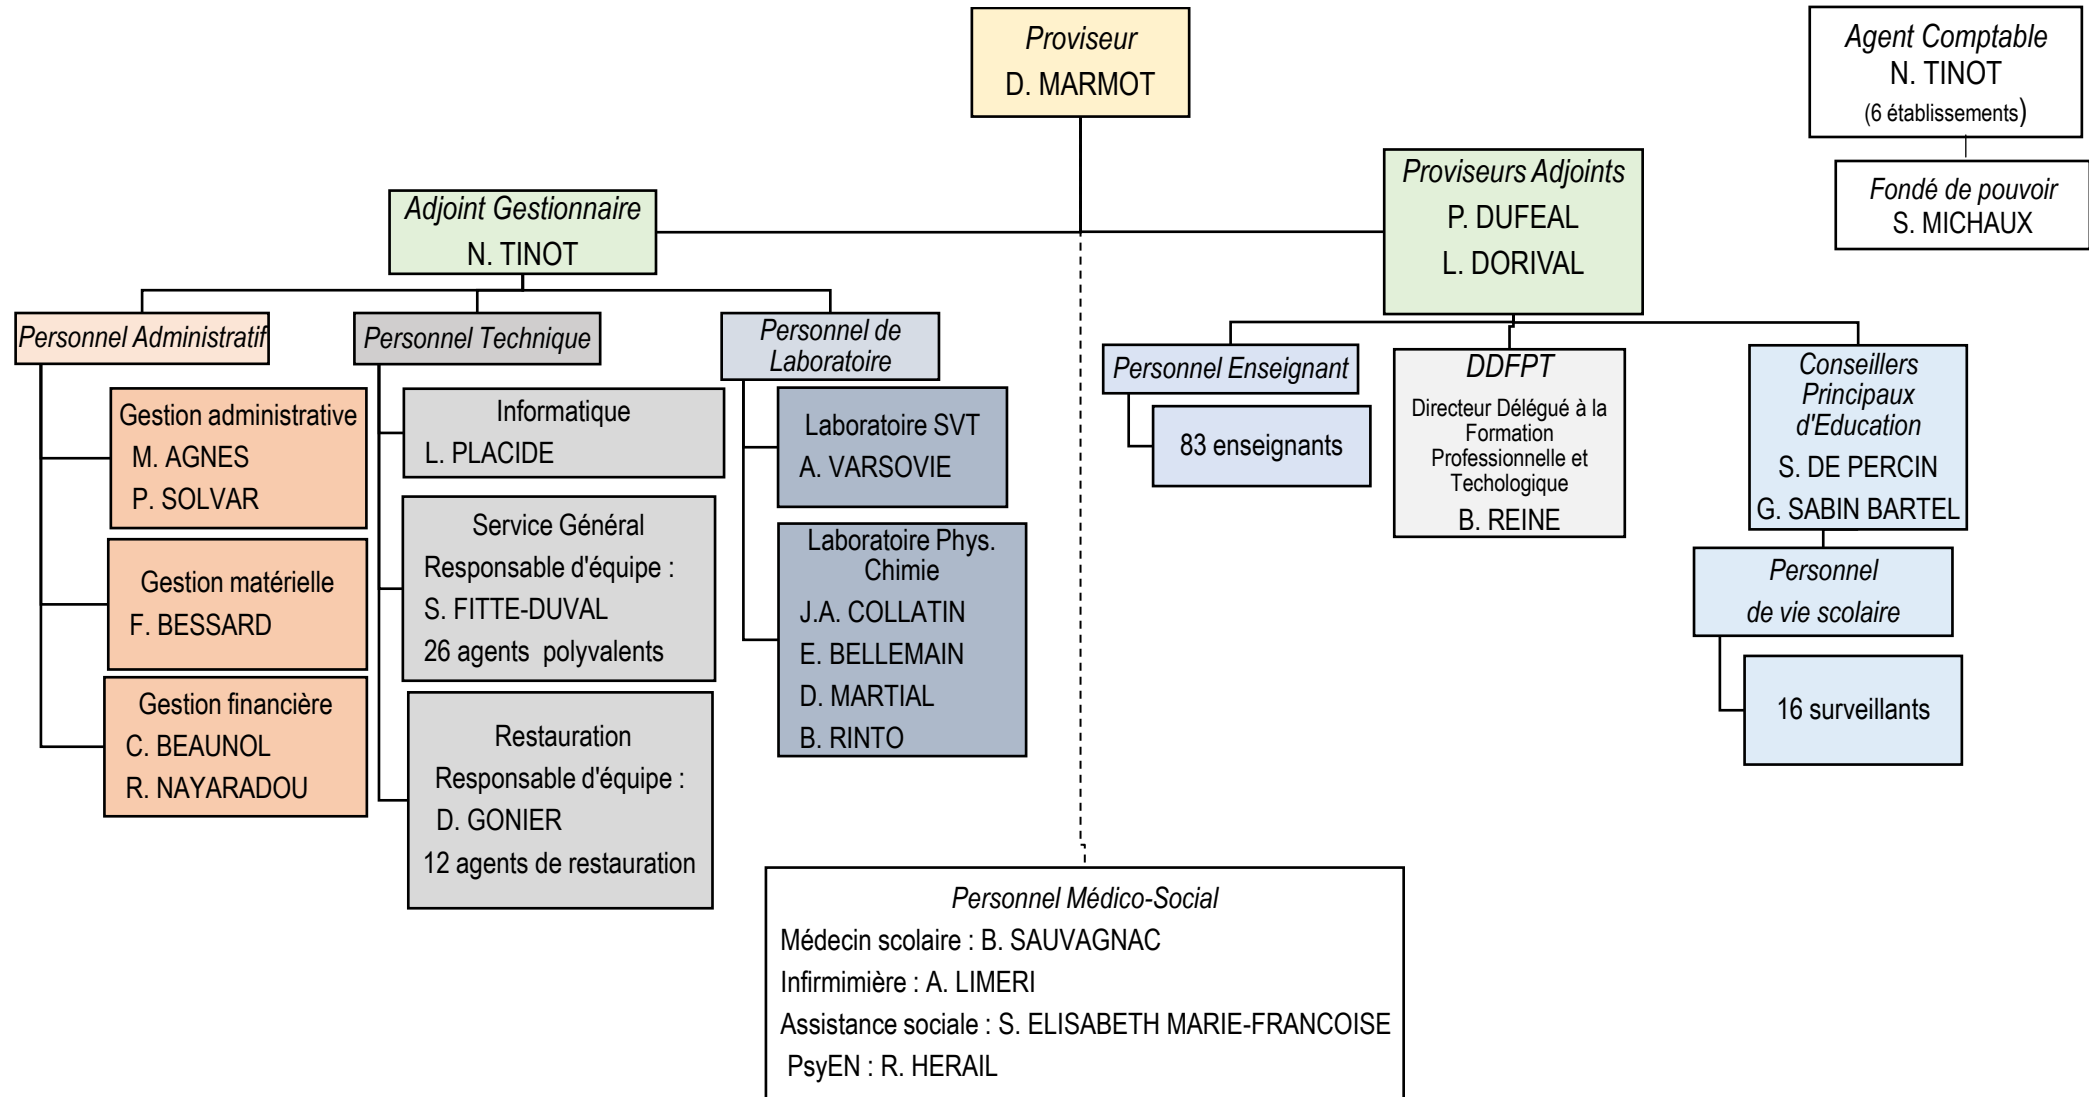 Proviseur
D. MARMOT
Agent Comptable
N. TINOT
(6 établissements)
Fondé de pouvoir
S. MICHAUX
Adjoint Gestionnaire
N. TINOT
Proviseurs Adjoints
P. DUFEAL
L. DORIVAL
Personnel Administratif
Gestion administrative
M. AGNES
P. SOLVAR
Gestion matérielle
F. BESSARD
Gestion financière
C. BEAUNOL
R. NAYARADOU
Personnel Technique
Informatique
L. PLACIDE
Service Général
Responsable d'équipe :
S. FITTE-DUVAL
26 agents polyvalents
Restauration
Responsable d'équipe :
D. GONIER
12 agents de restauration
Personnel de
Laboratoire
Laboratoire SVT
A. VARSOVIE
Laboratoire Phys.
Chimie
J.A. COLLATIN
E. BELLEMAIN
D. MARTIAL
B. RINTO
Personnel Enseignant
83 enseignants
DDFPT
Directeur Délégué à la
Formation
Professionnelle et
Techologique
B. REINE
Conseillers
Principaux
d'Education
S. DE PERCIN
G. SABIN BARTEL
Personnel
de vie scolaire
16 surveillants
Personnel Médico-Social
Médecin scolaire : B. SAUVAGNAC
Infirmimière : A. LIMERI
Assistance sociale : S. ELISABETH MARIE-FRANCOISE
PsyEN : R. HERAIL